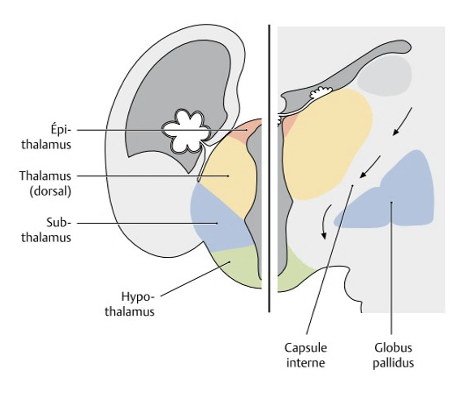 Épi-
thalamus
Thalamus
(dorsal)
Sub-
thalamus
Hypo-
thalamus
Capsule
interne
Globus
pallidus